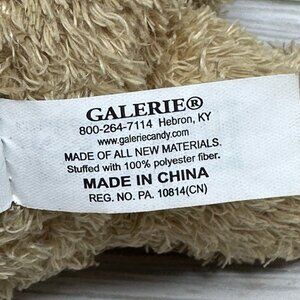 GALERIE®
800-264-7114 Hebron, KY
www.galeriecandy.com
MADE OF ALL NEW MATERIALS.
Stuffed with 100% polyester fiber.
MADE IN CHINA
REG. NO. PA. 10814(CN)